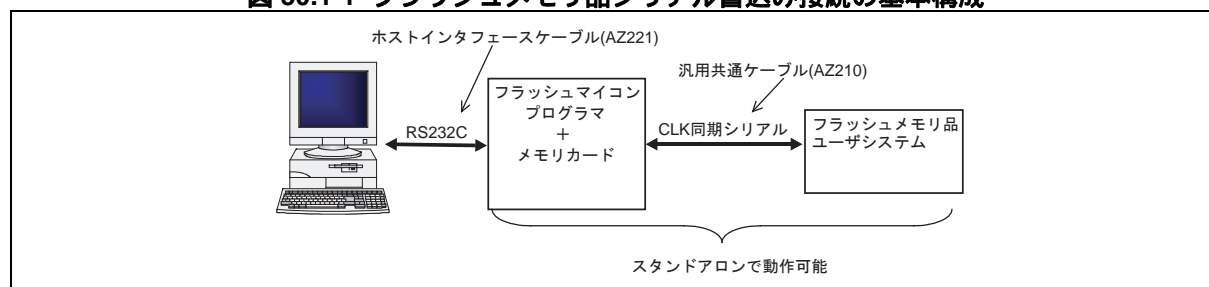 ホストインタフェースケーブル(AZ221)
汎用共通ケーブル(AZ210)
フラッシュマイコン
プログラマ
+
メモリカード
RS232C
CLK同期シリアル
フラッシュメモリ品
ユーザシステム
スタンドアロンで動作可能